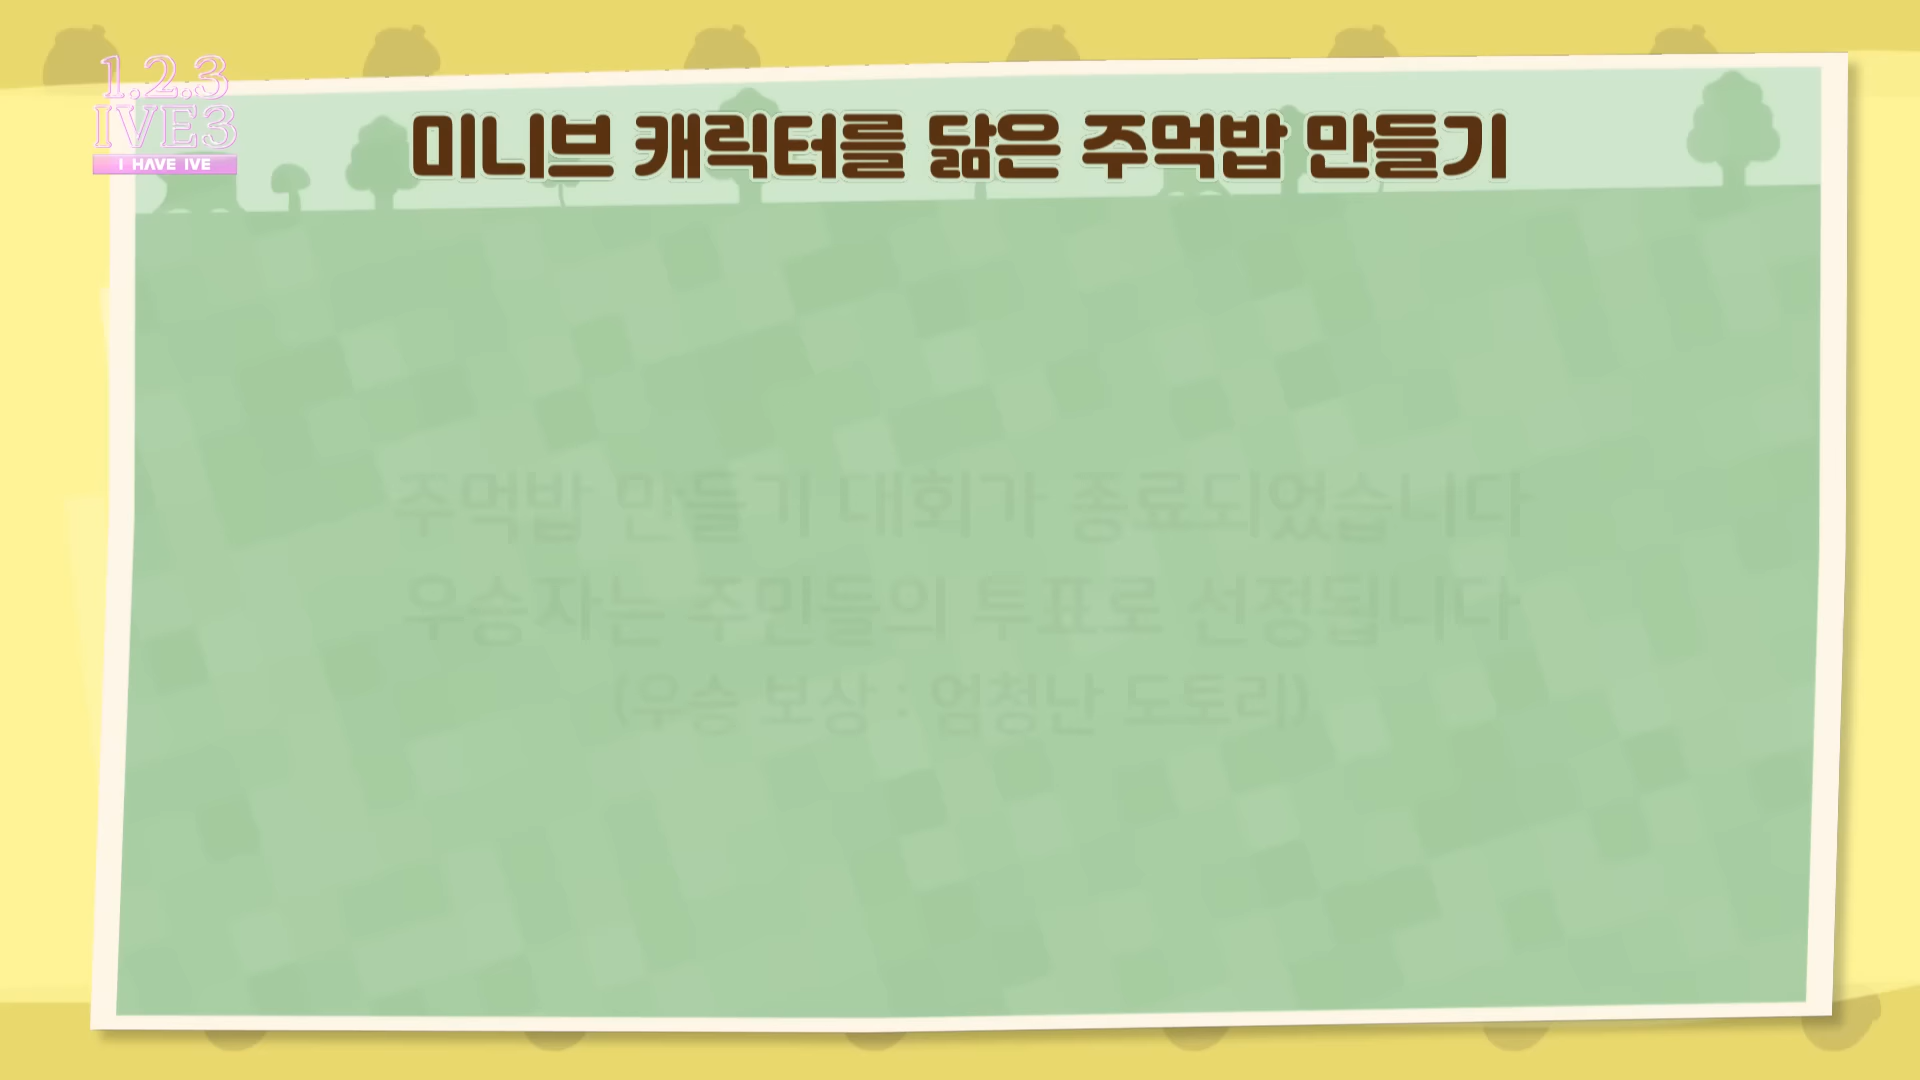 1.2.3
IVE3
I HAVE IVE
미니브 캐릭터를 닮은 주먹밥 만들기
주먹밥 만들기 대회가 종료되었습니다
우승자는 주민들의 투표로 선정됩니다
(우승 보상 : 엄청난 도토리)